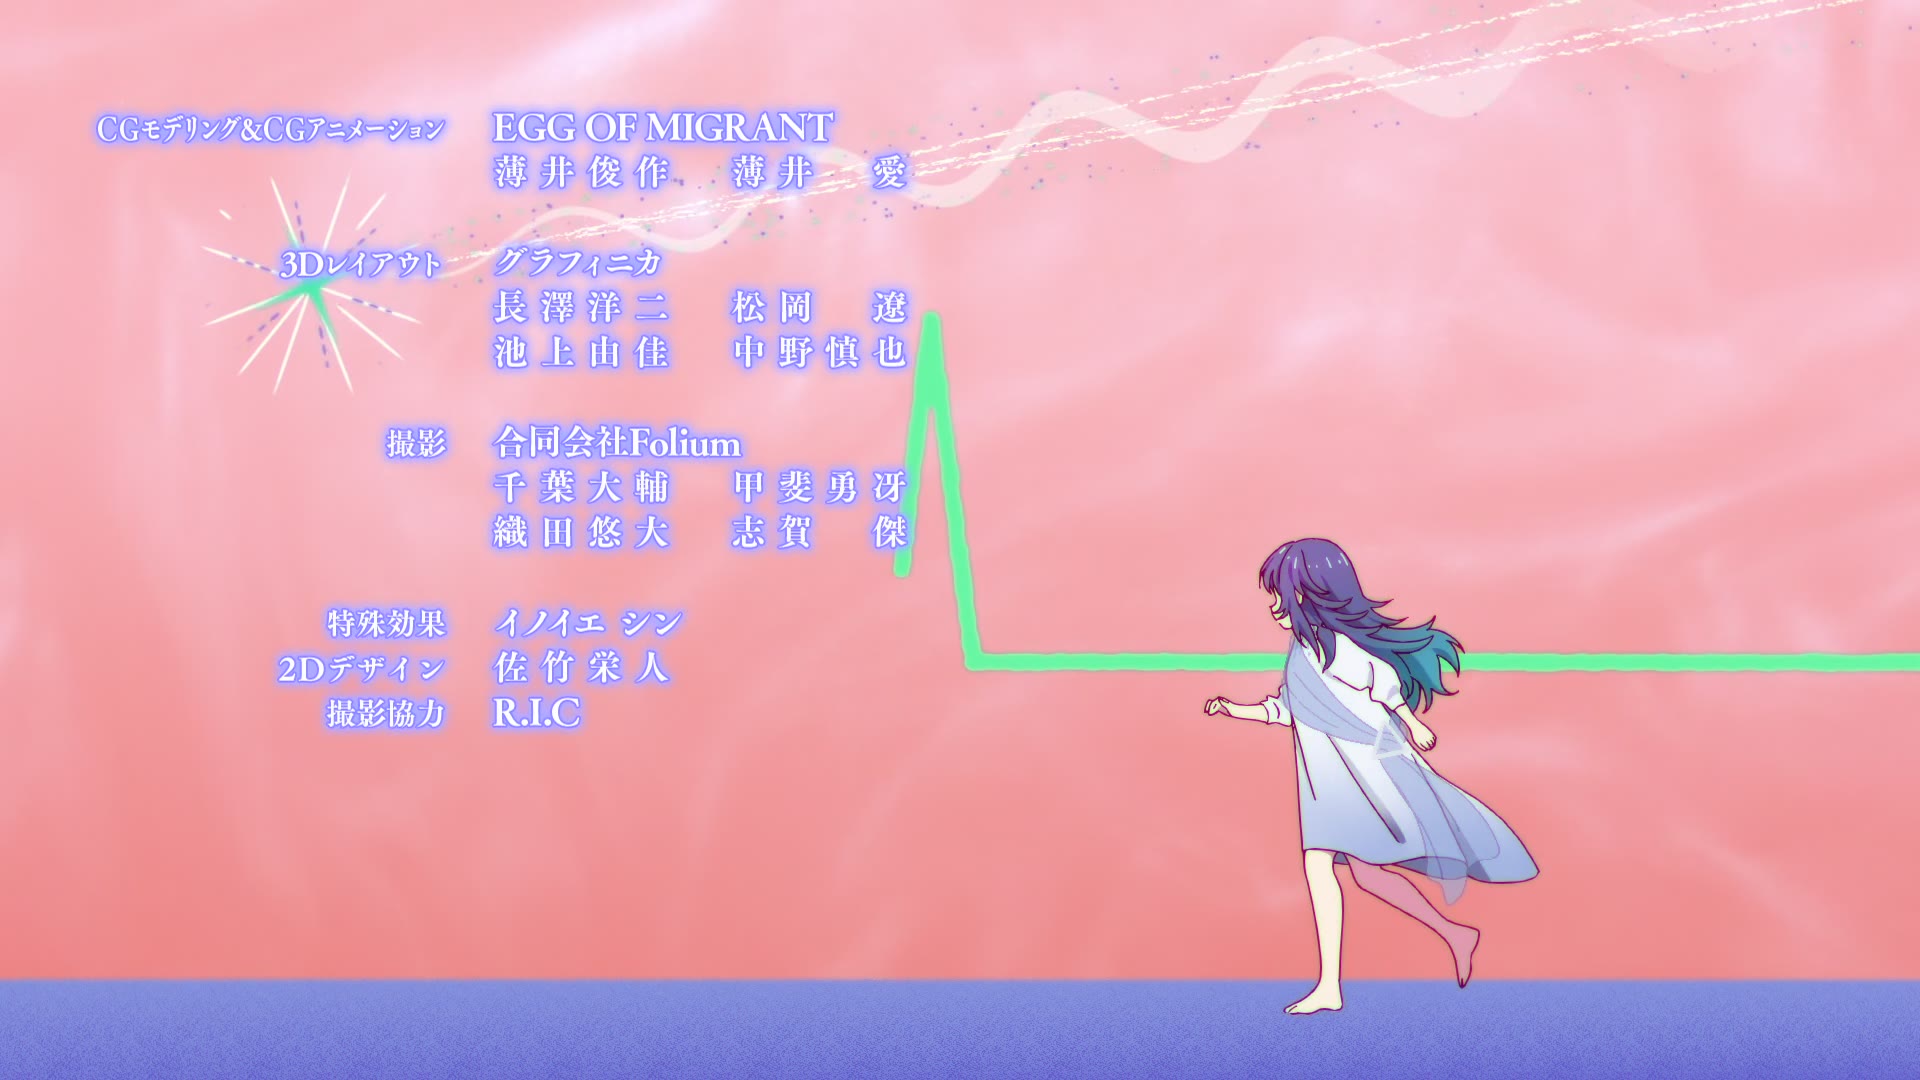 CGモデリング&CGアニメーション EGG OF MIGRANT
薄井俊作 薄井 愛
3Dレイアウト グラフィニカ
長澤洋二 松岡 遼
池上由佳 中野慎也
撮影 合同会社Folium
千葉大輔 甲斐勇冴
織田悠大 志賀 傑
特殊効果 イノイエ シン
2Dデザイン 佐竹栄人
撮影協力 R.I.C